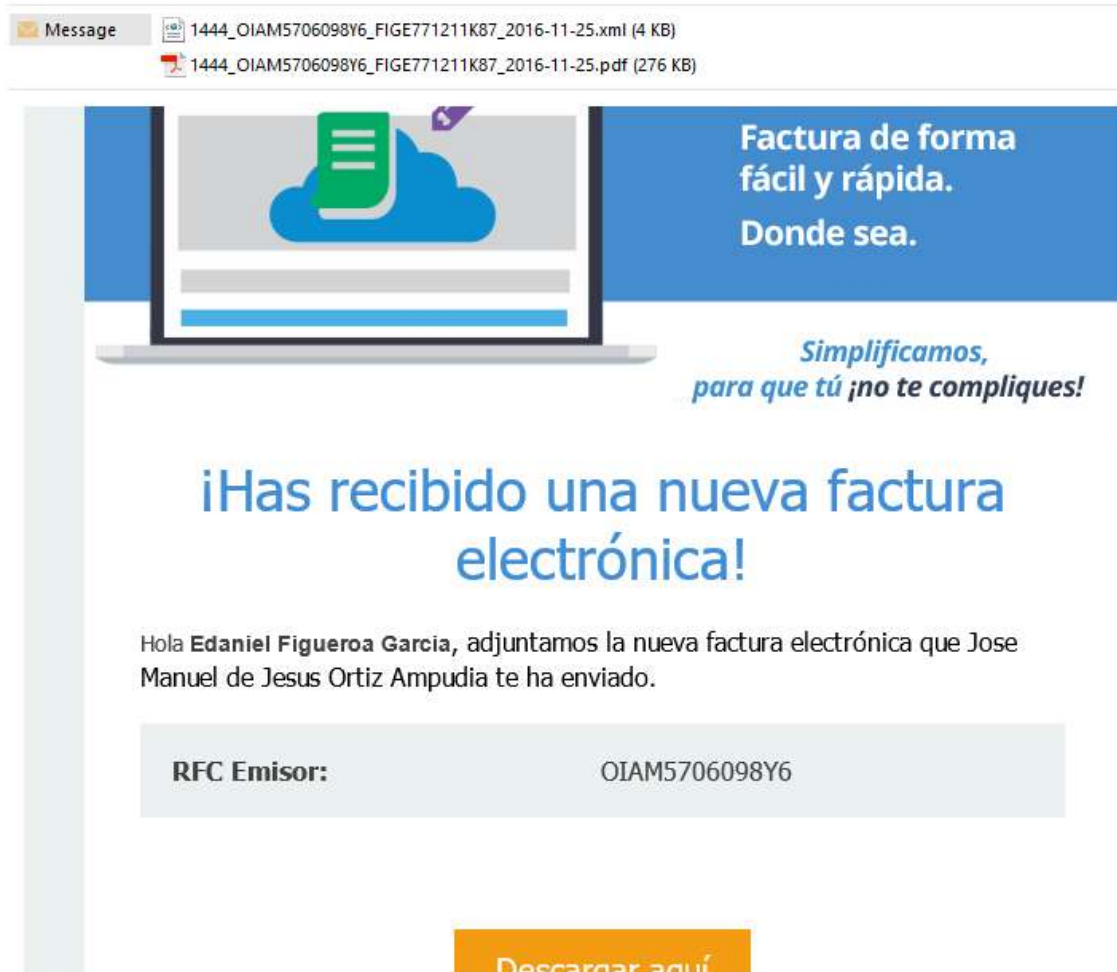 Message
1444_OIAM5706098Y6_FIGE771211K87_2016-11-25.xml (4 KB)
1444_OIAM5706098Y6_FIGE771211K87_2016-11-25.pdf (276 KB)
Factura de forma
fácil y rápida.
Donde sea.
Simplificamos,
para que tú ¡no te compliques!
¡Has recibido una nueva factura
electrónica!
Hola Edaniel Figueroa Garcia, adjuntamos la nueva factura electrónica que Jose
Manuel de Jesus Ortiz Ampudia te ha enviado.
RFC Emisor: OIAM5706098Y6
Descargar aquí